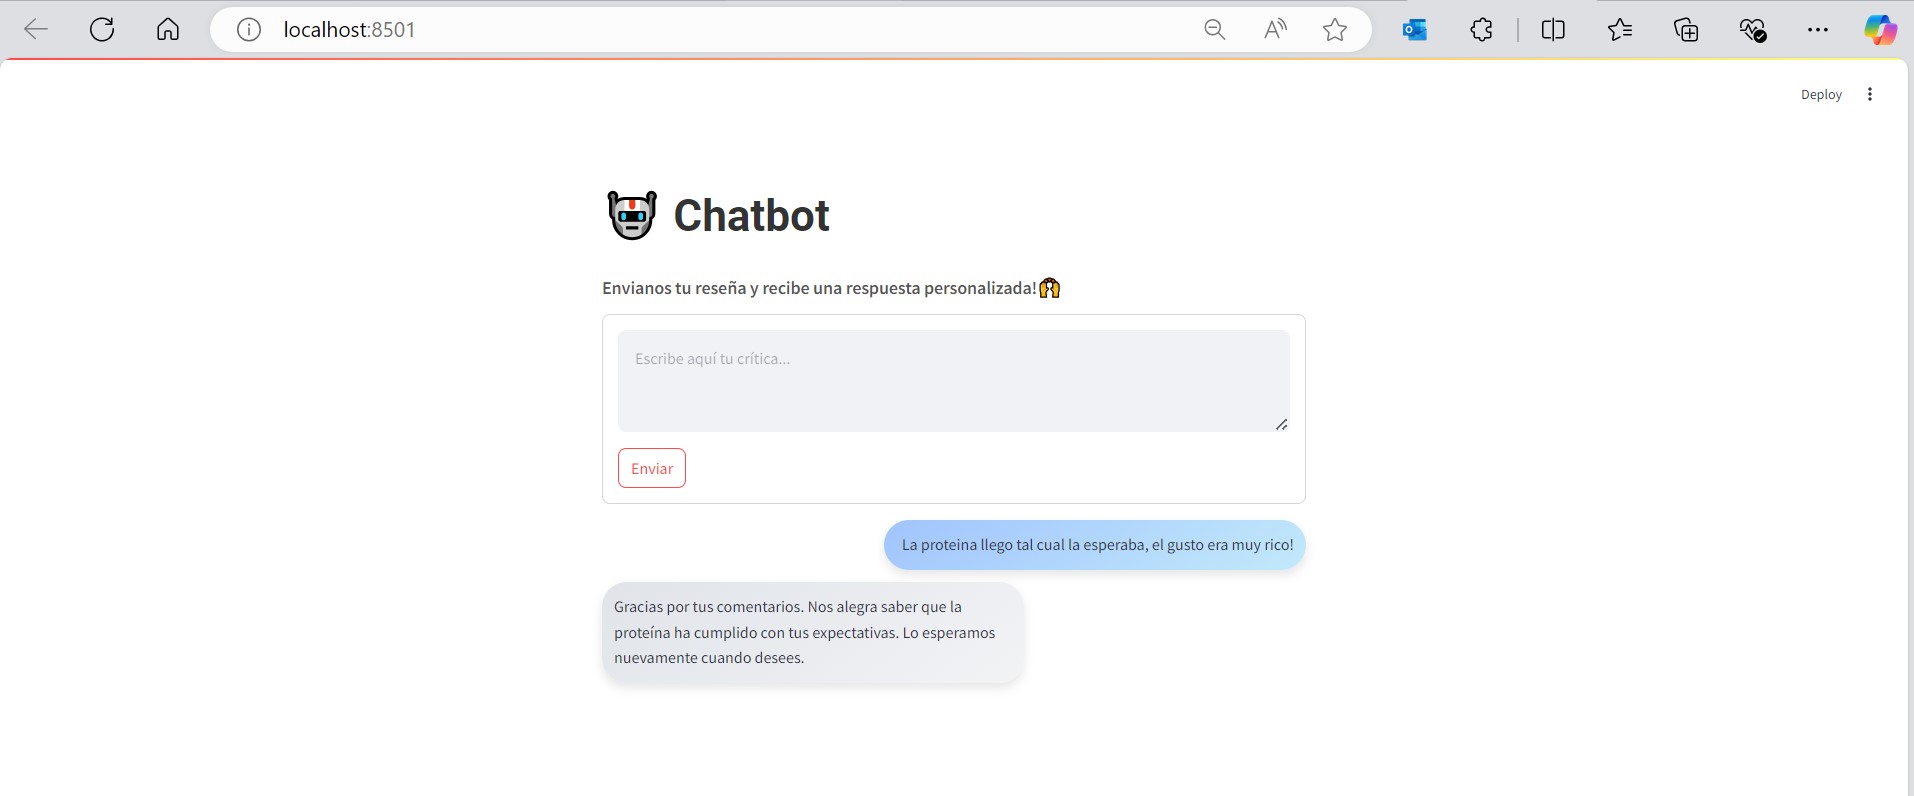 localhost:8501
Deploy
Chatbot
Envianos tu reseña y recibe una respuesta personalizada!
Escribe aquí tu crítica...
Enviar
La proteina llego tal cual la esperaba, el gusto era muy rico!
Gracias por tus comentarios. Nos alegra saber que la
proteína ha cumplido con tus expectativas. Lo esperamos
nuevamente cuando desees.